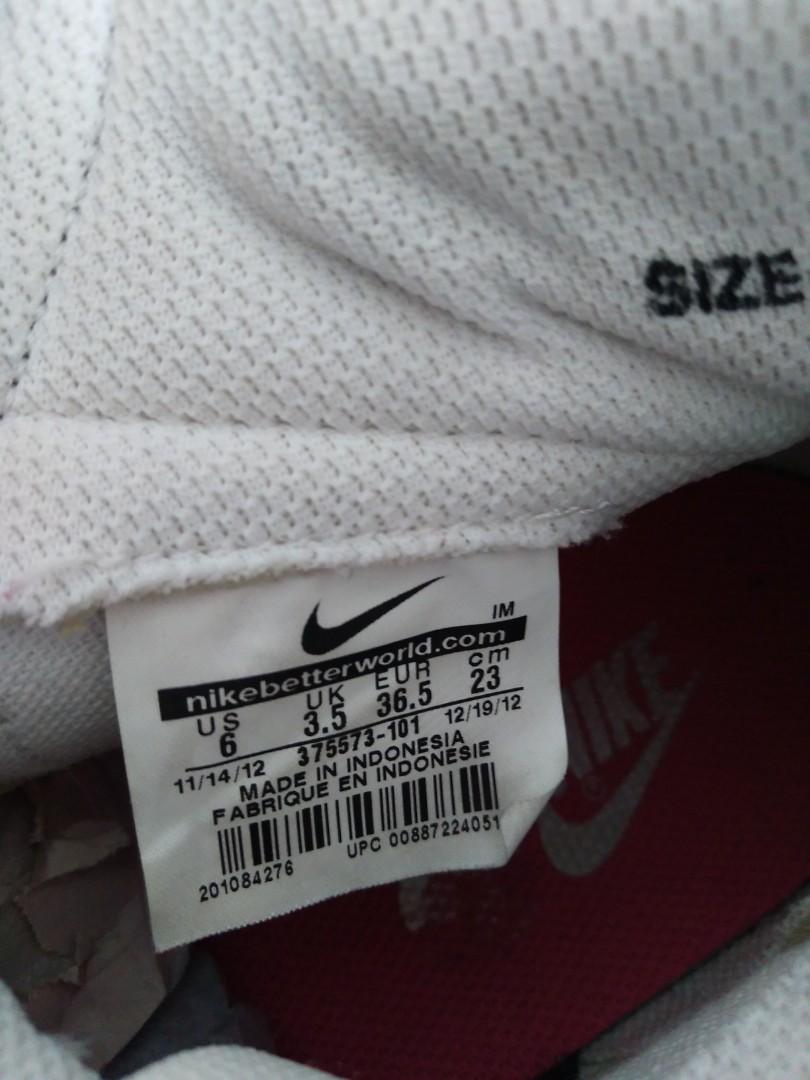 SIZE
IM
nikebetterworld.com
US UK EUR cm
6 3.5 36.5 23
375573-101
11/14/12 12/19/12
MADE IN INDONESIA
FABRIQUE EN INDONESIE
201084276 UPC 00887224051
NIKE